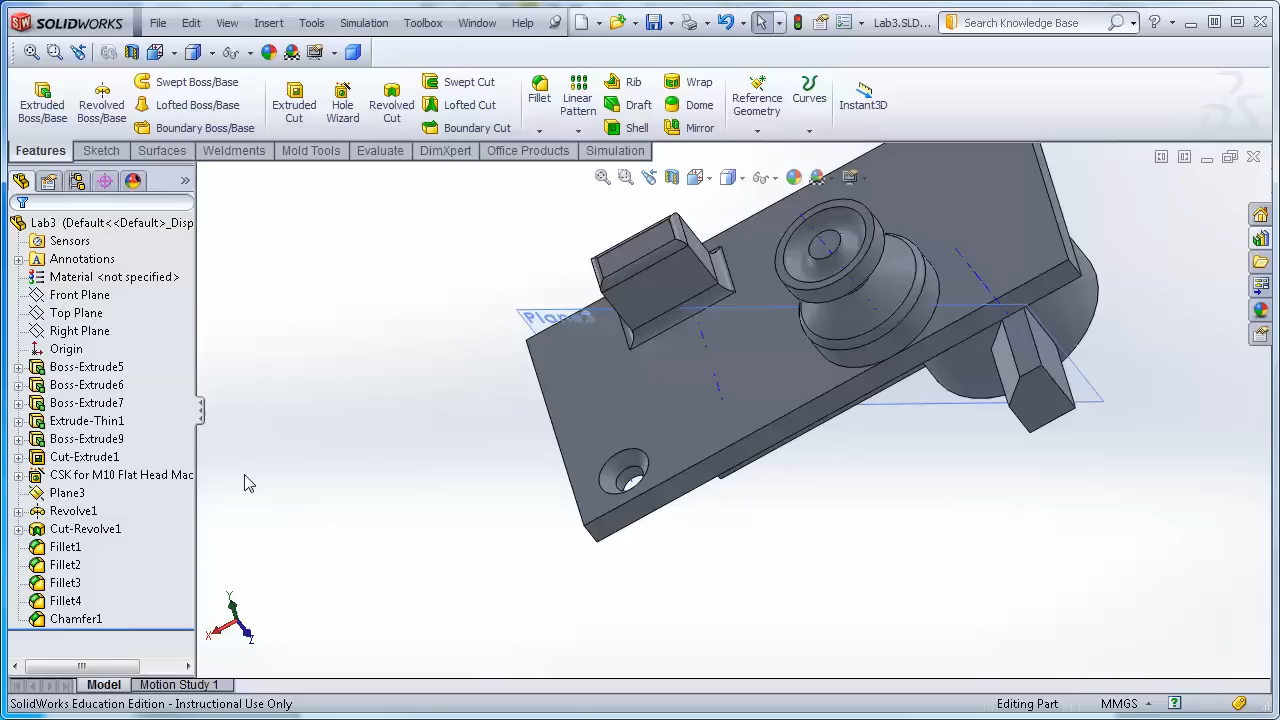 SOLIDWORKS File Edit View Insert Tools Simulation Toolbox Window Help Lab3.SLD... Search Knowledge Base ?
Extruded Boss/Base
Revolved Boss/Base
Swept Boss/Base
Lofted Boss/Base
Boundary Boss/Base
Extruded Cut
Hole Wizard
Revolved Cut
Swept Cut
Lofted Cut
Boundary Cut
Fillet
Linear Pattern
Rib
Draft
Shell
Wrap
Dome
Mirror
Reference Geometry
Curves
Instant3D
Features Sketch Surfaces Weldments Mold Tools Evaluate DimXpert Office Products Simulation
Lab3 (Default<<Default>_Disp
Sensors
Annotations
Material <not specified>
Front Plane
Top Plane
Right Plane
Origin
Boss-Extrude5
Boss-Extrude6
Boss-Extrude7
Extrude-Thin1
Boss-Extrude9
Cut-Extrude1
CSK for M10 Flat Head Mac
Plane3
Revolve1
Cut-Revolve1
Fillet1
Fillet2
Fillet3
Fillet4
Chamfer1
Y
X
Z
Model Motion Study 1
SolidWorks Education Edition - Instructional Use Only Editing Part MMGS ?